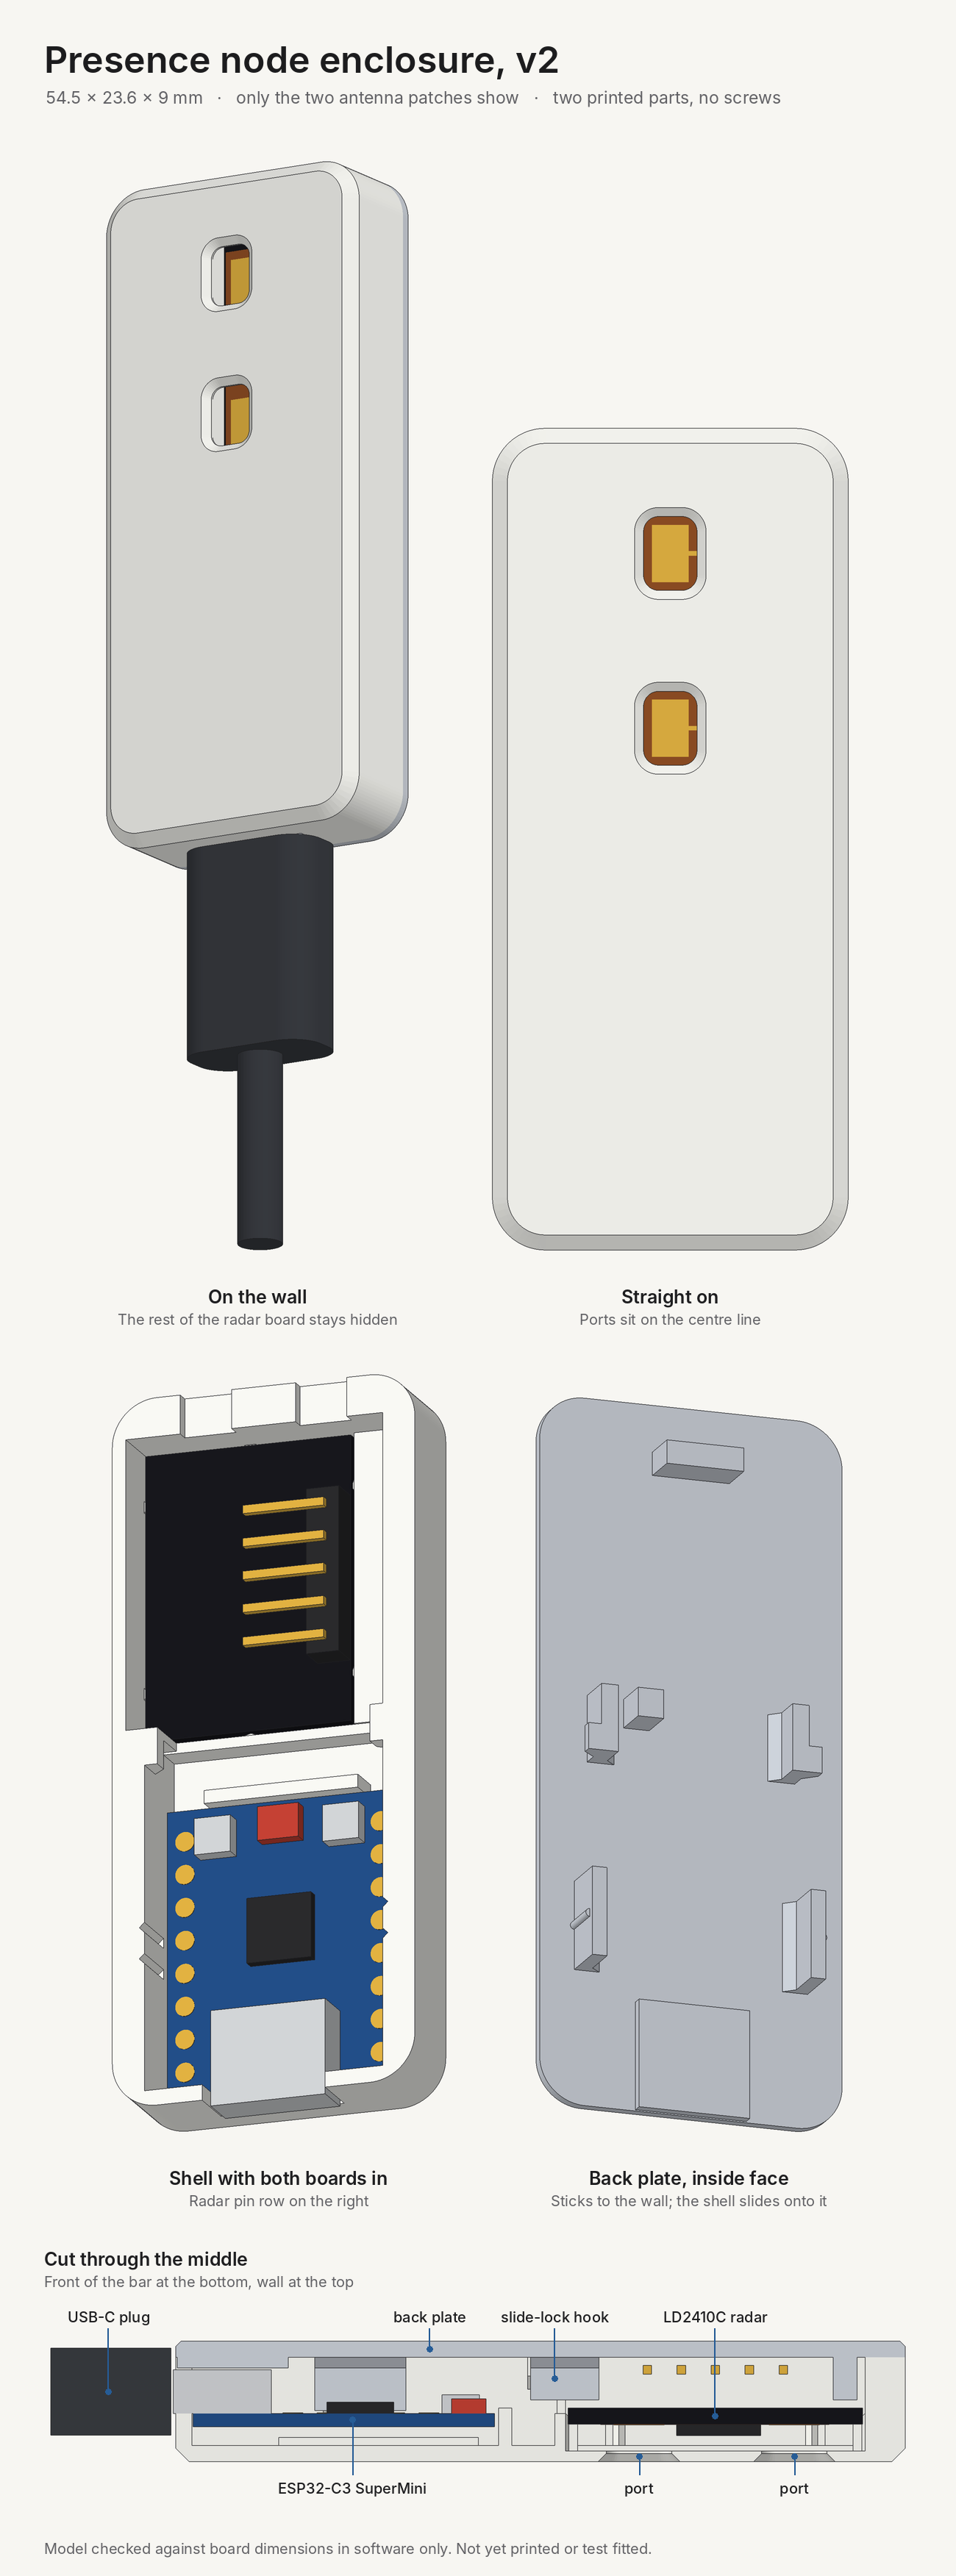 Presence node enclosure, v2
54.5 × 23.6 × 9 mm · only the two antenna patches show · two printed parts, no screws
On the wall
The rest of the radar board stays hidden
Straight on
Ports sit on the centre line
Shell with both boards in
Radar pin row on the right
Back plate, inside face
Sticks to the wall; the shell slides onto it
Cut through the middle
Front of the bar at the bottom, wall at the top
USB-C plug
back plate
slide-lock hook
LD2410C radar
ESP32-C3 SuperMini
port
port
Model checked against board dimensions in software only. Not yet printed or test fitted.